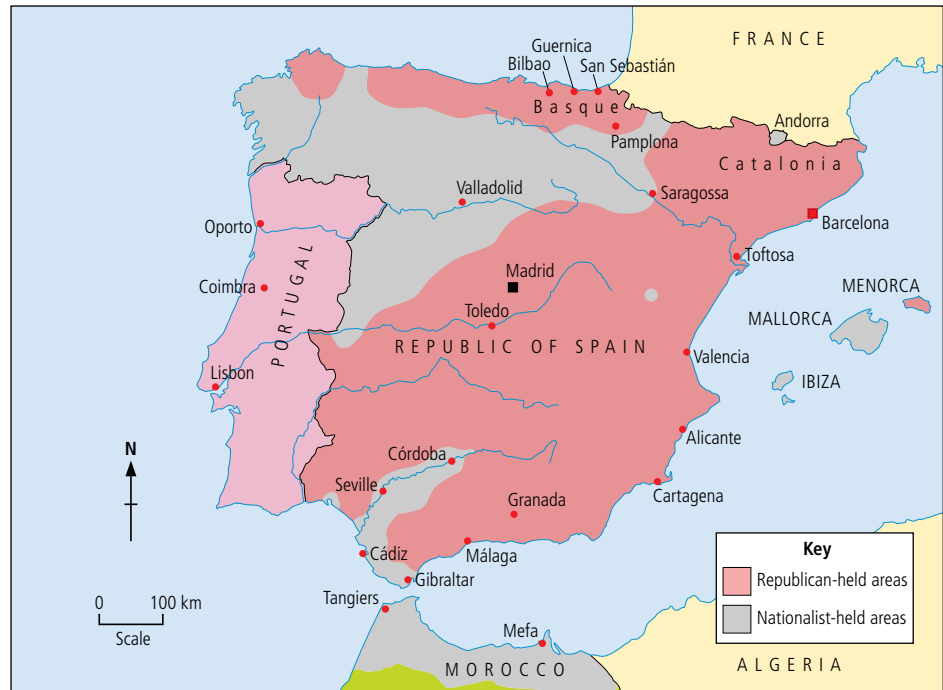 FRANCE
Guernica
Bilbao
San Sebastián
Basque
Andorra
Pamplona
Catalonia
Valladolid
Saragossa
Oporto
Barcelona
PORTUGAL
Toftosa
Coimbra
Madrid
MENORCA
Toledo
MALLORCA
REPUBLIC OF SPAIN
Valencia
Lisbon
IBIZA
Alicante
N
Córdoba
Seville
Granada
Cartagena
Cádiz
Málaga
Gibraltar
Key
Republican-held areas
Nationalist-held areas
0 100 km
Scale
Tangiers
Mefa
MOROCCO
ALGERIA